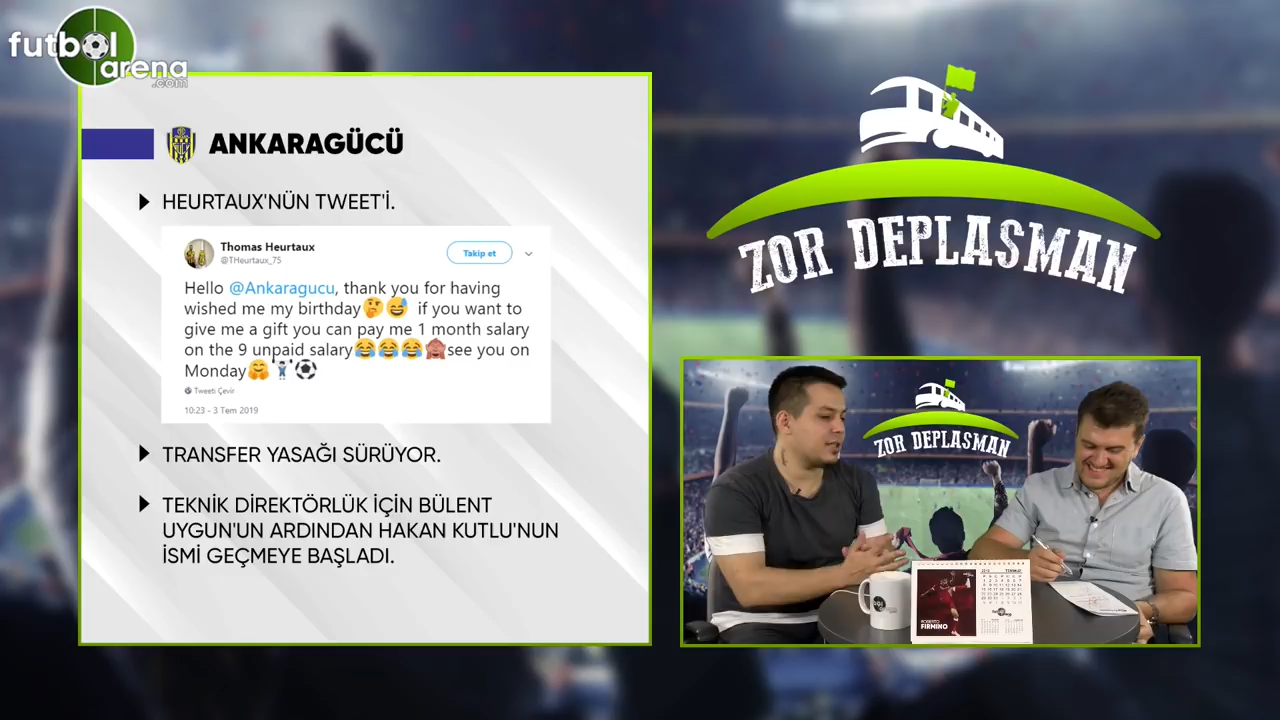 futbol
arena
.com
ANKARAGÜCÜ
HEURTAUX'NÜN TWEET'İ.
Thomas Heurtaux
@THeurtaux_75
Takip et
Hello @Ankaragucu, thank you for having
wished me my birthday🤔😅 if you want to
give me a gift you can pay me 1 month salary
on the 9 unpaid salary😂😂😂🙈see you on
Monday🤗⚽
Tweeti Çevir
10:23 - 3 Tem 2019
TRANSFER YASAĞI SÜRÜYOR.
TEKNİK DİREKTÖRLÜK İÇİN BÜLENT
UYGUN'UN ARDINDAN HAKAN KUTLU'NUN
İSMİ GEÇMEYE BAŞLADI.
ZOR DEPLASMAN
ZOR DEPLASMAN
TEMMUZ
ROBERTO
FIRMINO